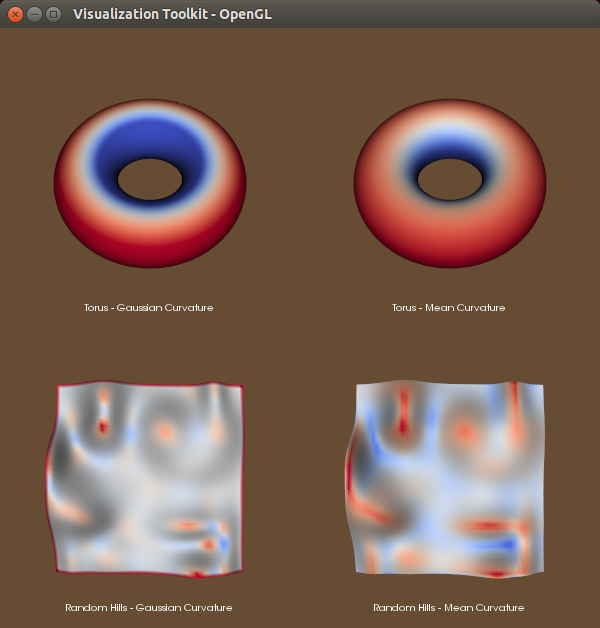 Visualization Toolkit - OpenGL
Torus - Gaussian Curvature
Torus - Mean Curvature
Random Hills - Gaussian Curvature
Random Hills - Mean Curvature